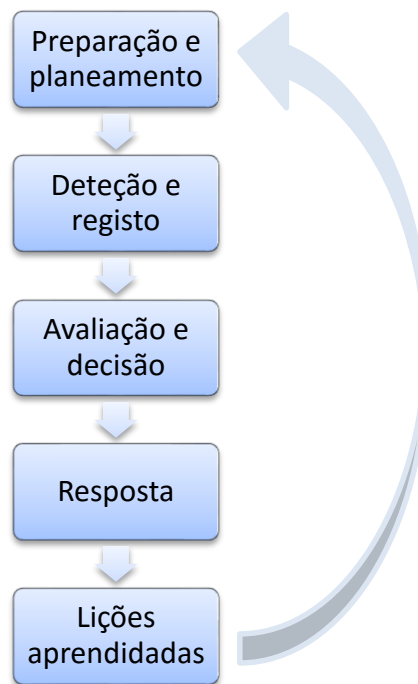 Preparação e
planeamento
Deteção e
registo
Avaliação e
decisão
Resposta
Lições
aprendidadas